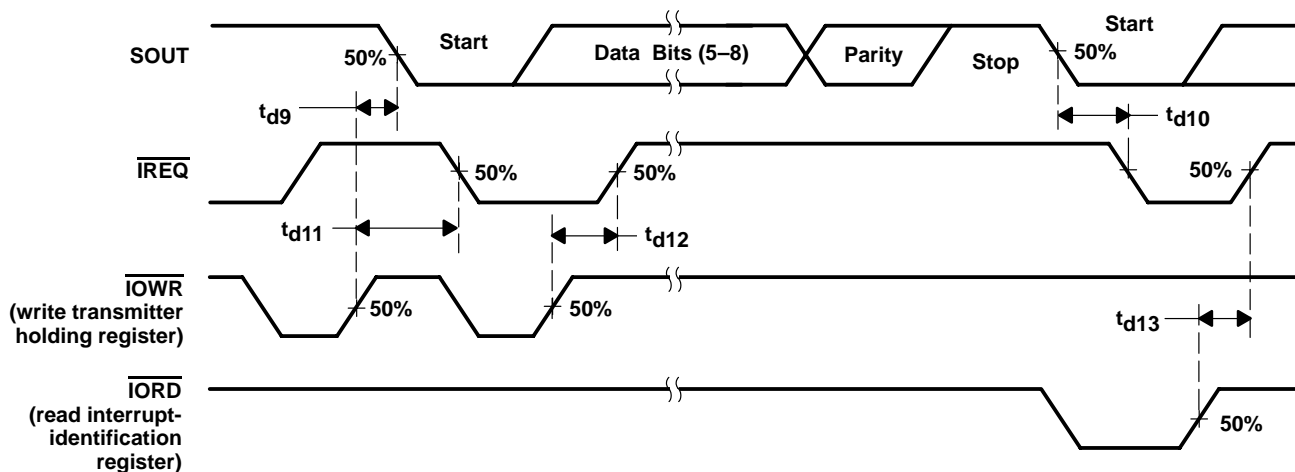 SOUT
50%
Start
Data Bits (5–8)
Parity
Stop
50%
Start
td9
td10
IREQ
50%
50%
50%
td11
td12
IOWR
(write transmitter
holding register)
50%
50%
td13
IORD
(read interrupt-
identification
register)
50%